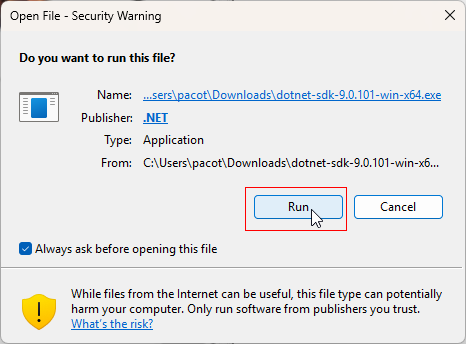 Open File - Security Warning
Do you want to run this file?
Name: ...sers\pacot\Downloads\dotnet-sdk-9.0.101-win-x64.exe
Publisher: .NET
Type: Application
From: C:\Users\pacot\Downloads\dotnet-sdk-9.0.101-win-x6...
Run Cancel
Always ask before opening this file
While files from the Internet can be useful, this file type can potentially
harm your computer. Only run software from publishers you trust.
What's the risk?